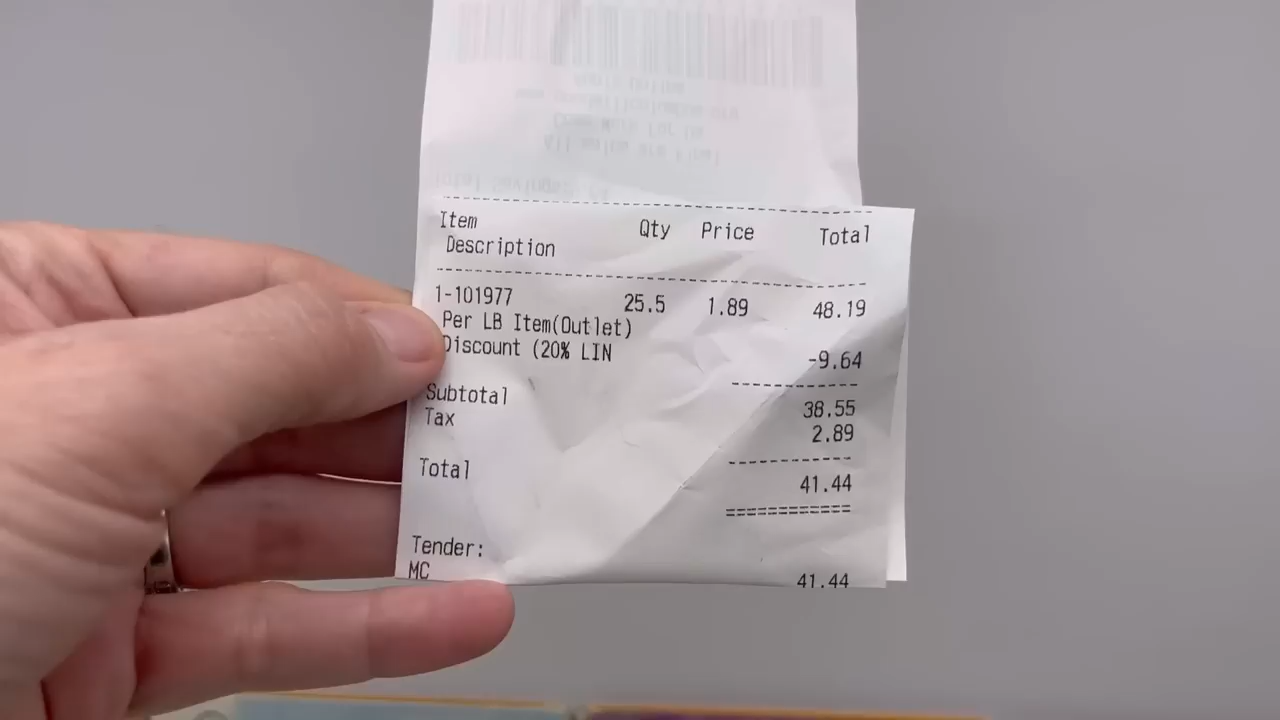 Item Qty Price Total
Description
1-101977 25.5 1.89 48.19
Per LB Item(Outlet)
Discount (20% LIN -9.64
Subtotal 38.55
Tax 2.89
Total 41.44
Tender:
MC 41.44